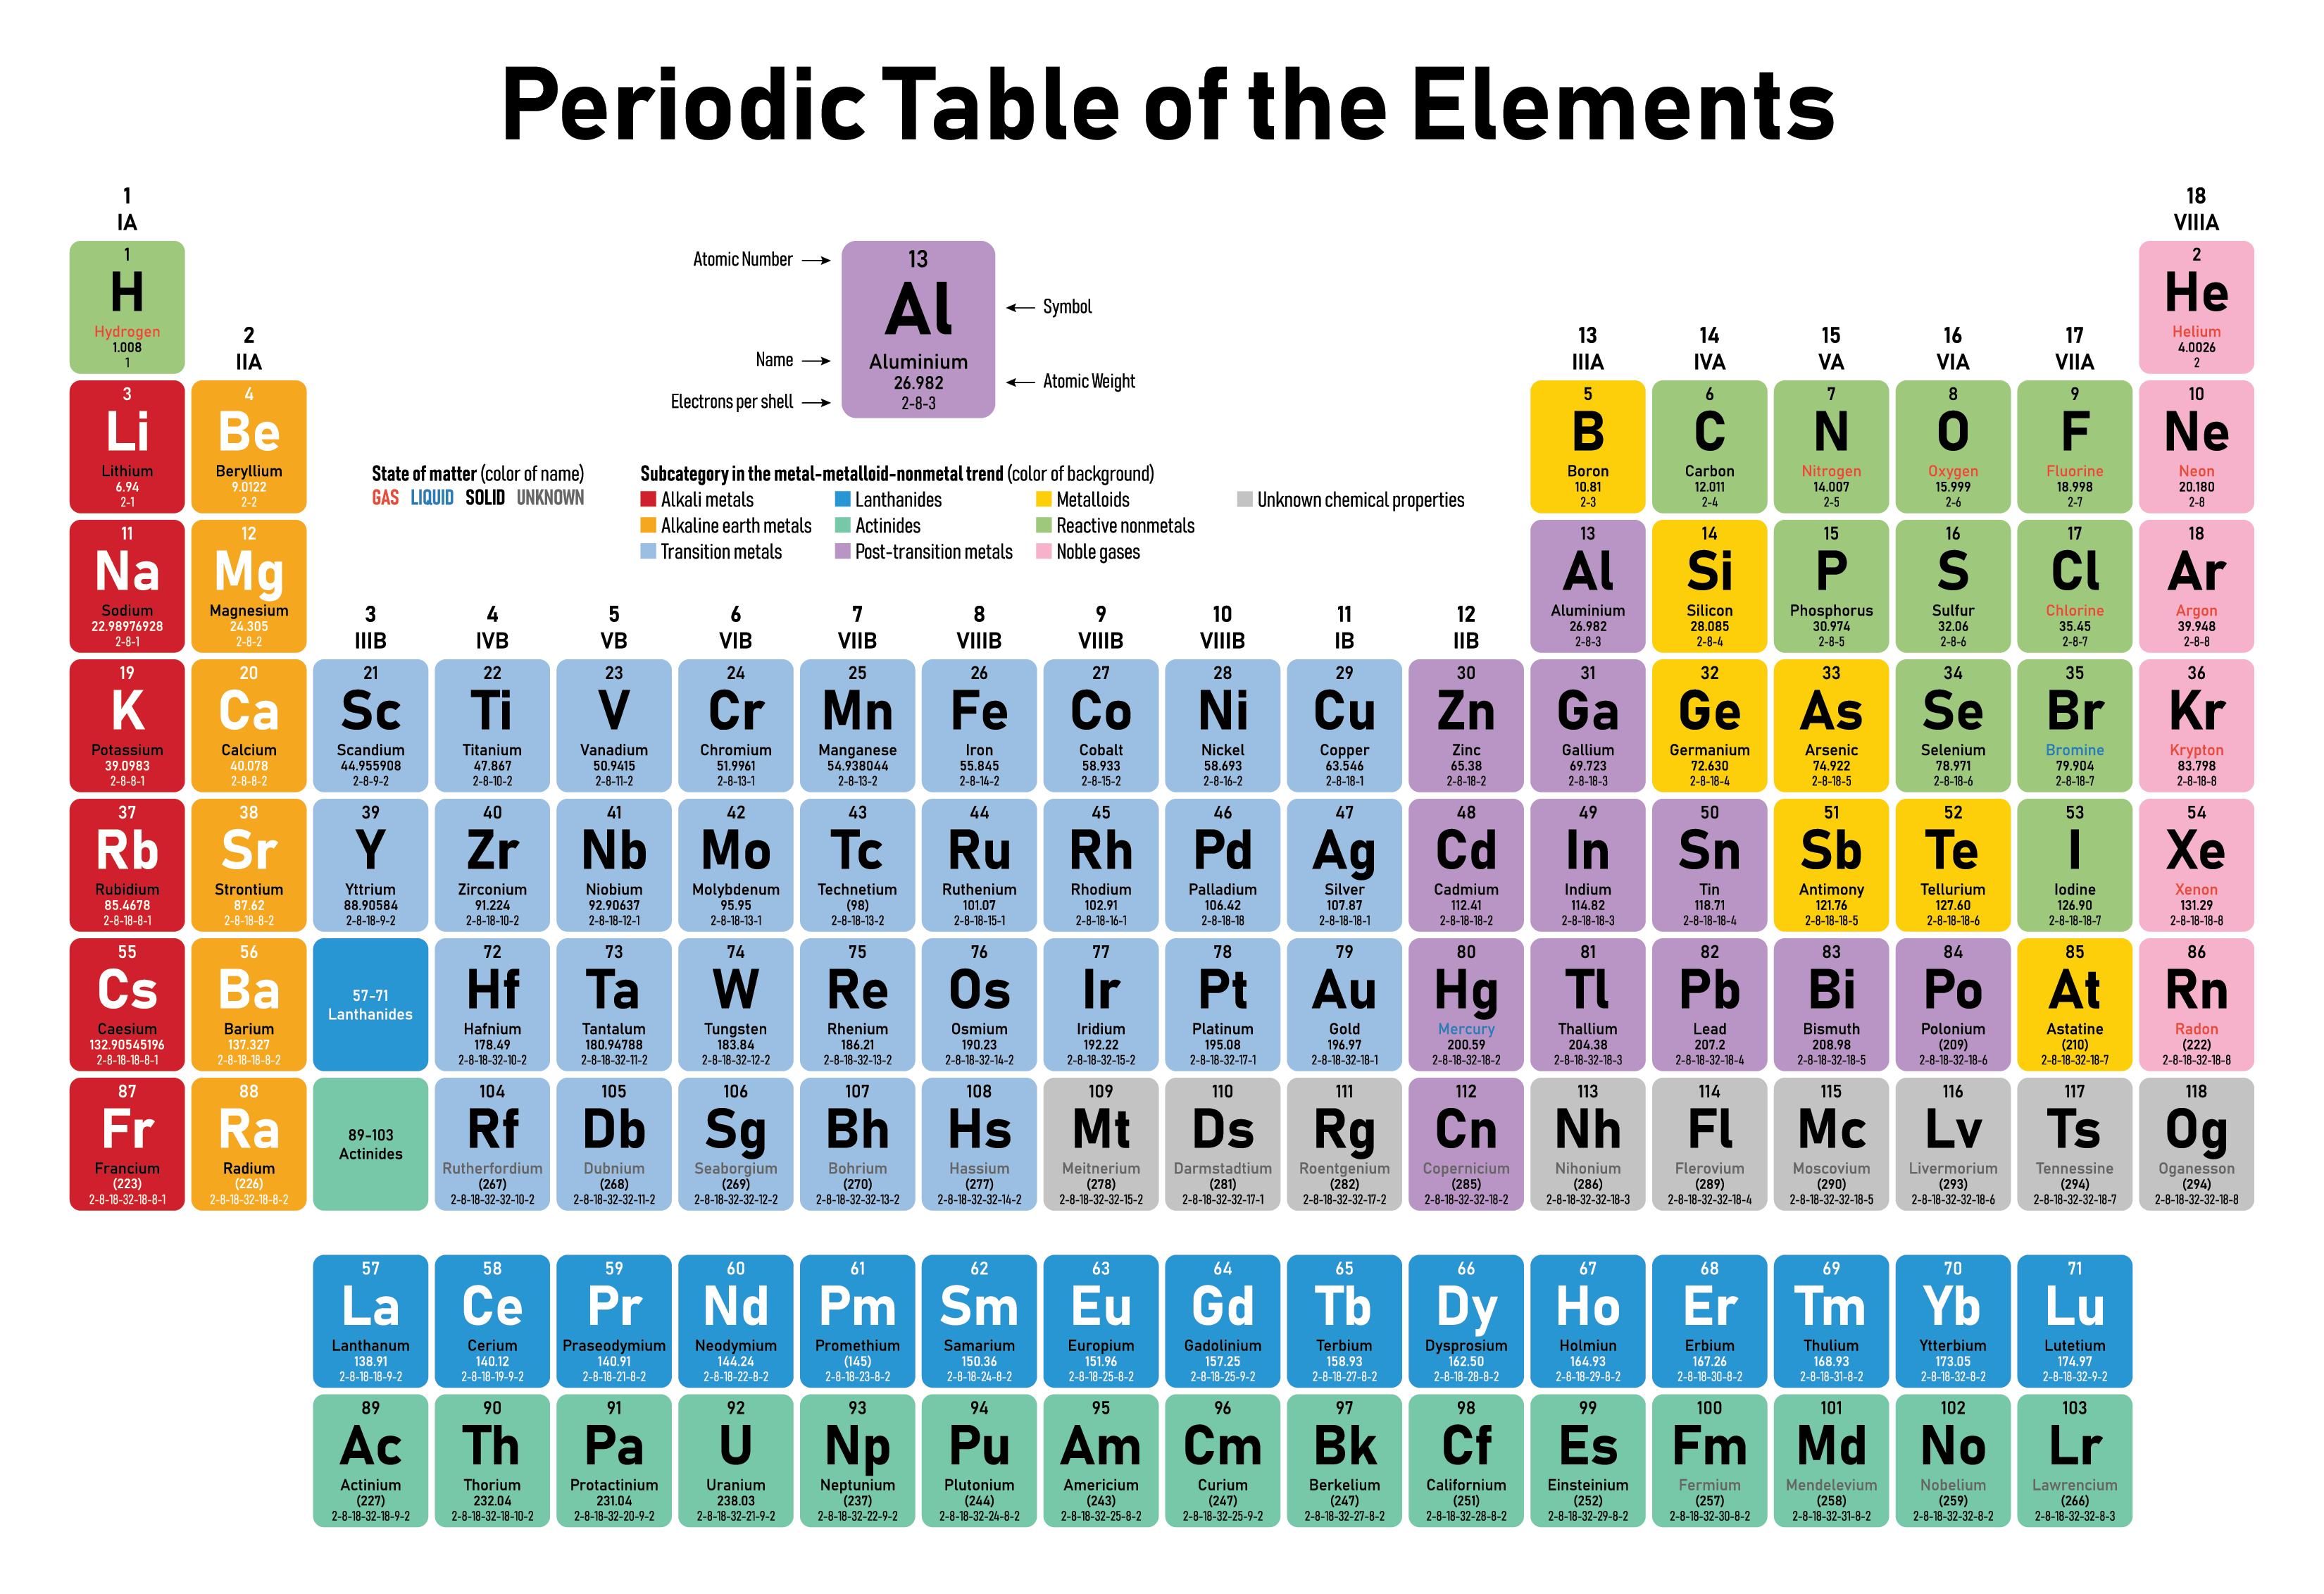 Periodic Table of the Elements
1
IA
18
VIIIA
1
H
Hydrogen
1.008
1
2
IIA
Atomic Number
Name
Electrons per shell
13
Al
Aluminium
26.982
2-8-3
Symbol
Atomic Weight
13
IIIA
14
IVA
15
VA
16
VIA
17
VIIA
2
He
Helium
4.0026
2
3
Li
Lithium
6.94
2-1
4
Be
Beryllium
9.0122
2-2
State of matter (color of name)
GAS LIQUID SOLID UNKNOWN
Subcategory in the metal-metalloid-nonmetal trend (color of background)
Alkali metals
Alkaline earth metals
Transition metals
Lanthanides
Actinides
Post-transition metals
Metalloids
Reactive nonmetals
Noble gases
Unknown chemical properties
5
B
Boron
10.81
2-3
6
C
Carbon
12.011
2-4
7
N
Nitrogen
14.007
2-5
8
O
Oxygen
15.999
2-6
9
F
Fluorine
18.998
2-7
10
Ne
Neon
20.180
2-8
11
Na
Sodium
22.98976928
2-8-1
12
Mg
Magnesium
24.305
2-8-2
3
IIIB
4
IVB
5
VB
6
VIB
7
VIIB
8
VIIIB
9
VIIIB
10
VIIIB
11
IB
12
IIB
13
Al
Aluminium
26.982
2-8-3
14
Si
Silicon
28.085
2-8-4
15
P
Phosphorus
30.974
2-8-5
16
S
Sulfur
32.06
2-8-6
17
Cl
Chlorine
35.45
2-8-7
18
Ar
Argon
39.948
2-8-8
19
K
Potassium
39.0983
2-8-8-1
20
Ca
Calcium
40.078
2-8-8-2
21
Sc
Scandium
44.955908
2-8-9-2
22
Ti
Titanium
47.867
2-8-10-2
23
V
Vanadium
50.9415
2-8-11-2
24
Cr
Chromium
51.9961
2-8-13-1
25
Mn
Manganese
54.938044
2-8-13-2
26
Fe
Iron
55.845
2-8-14-2
27
Co
Cobalt
58.933
2-8-15-2
28
Ni
Nickel
58.693
2-8-16-2
29
Cu
Copper
63.546
2-8-18-1
30
Zn
Zinc
65.38
2-8-18-2
31
Ga
Gallium
69.723
2-8-18-3
32
Ge
Germanium
72.630
2-8-18-4
33
As
Arsenic
74.922
2-8-18-5
34
Se
Selenium
78.971
2-8-18-6
35
Br
Bromine
79.904
2-8-18-7
36
Kr
Krypton
83.798
2-8-18-8
37
Rb
Rubidium
85.4678
2-8-18-8-1
38
Sr
Strontium
87.62
2-8-18-8-2
39
Y
Yttrium
88.90584
2-8-18-9-2
40
Zr
Zirconium
91.224
2-8-18-10-2
41
Nb
Niobium
92.90637
2-8-18-12-1
42
Mo
Molybdenum
95.95
2-8-18-13-1
43
Tc
Technetium
(98)
2-8-18-13-2
44
Ru
Ruthenium
101.07
2-8-18-15-1
45
Rh
Rhodium
102.91
2-8-18-16-1
46
Pd
Palladium
106.42
2-8-18-18
47
Ag
Silver
107.87
2-8-18-18-1
48
Cd
Cadmium
112.41
2-8-18-18-2
49
In
Indium
114.82
2-8-18-18-3
50
Sn
Tin
118.71
2-8-18-18-4
51
Sb
Antimony
121.76
2-8-18-18-5
52
Te
Tellurium
127.60
2-8-18-18-6
53
I
Iodine
126.90
2-8-18-18-7
54
Xe
Xenon
131.29
2-8-18-18-8
55
Cs
Caesium
132.90545196
2-8-18-18-8-1
56
Ba
Barium
137.327
2-8-18-18-8-2
57-71
Lanthanides
72
Hf
Hafnium
178.49
2-8-18-32-10-2
73
Ta
Tantalum
180.94788
2-8-18-32-11-2
74
W
Tungsten
183.84
2-8-18-32-12-2
75
Re
Rhenium
186.21
2-8-18-32-13-2
76
Os
Osmium
190.23
2-8-18-32-14-2
77
Ir
Iridium
192.22
2-8-18-32-15-2
78
Pt
Platinum
195.08
2-8-18-32-17-1
79
Au
Gold
196.97
2-8-18-32-18-1
80
Hg
Mercury
200.59
2-8-18-32-18-2
81
Tl
Thallium
204.38
2-8-18-32-18-3
82
Pb
Lead
207.2
2-8-18-32-18-4
83
Bi
Bismuth
208.98
2-8-18-32-18-5
84
Po
Polonium
(209)
2-8-18-32-18-6
85
At
Astatine
(210)
2-8-18-32-18-7
86
Rn
Radon
(222)
2-8-18-32-18-8
87
Fr
Francium
(223)
2-8-18-32-18-8-1
88
Ra
Radium
(226)
2-8-18-32-18-8-2
89-103
Actinides
104
Rf
Rutherfordium
(267)
2-8-18-32-32-10-2
105
Db
Dubnium
(268)
2-8-18-32-32-11-2
106
Sg
Seaborgium
(269)
2-8-18-32-32-12-2
107
Bh
Bohrium
(270)
2-8-18-32-32-13-2
108
Hs
Hassium
(277)
2-8-18-32-32-14-2
109
Mt
Meitnerium
(278)
2-8-18-32-32-15-2
110
Ds
Darmstadtium
(281)
2-8-18-32-32-17-1
111
Rg
Roentgenium
(282)
2-8-18-32-32-17-2
112
Cn
Copernicium
(285)
2-8-18-32-32-18-2
113
Nh
Nihonium
(286)
2-8-18-32-32-18-3
114
Fl
Flerovium
(289)
2-8-18-32-32-18-4
115
Mc
Moscovium
(290)
2-8-18-32-32-18-5
116
Lv
Livermorium
(293)
2-8-18-32-32-18-6
117
Ts
Tennessine
(294)
2-8-18-32-32-18-7
118
Og
Oganesson
(294)
2-8-18-32-32-18-8
57
La
Lanthanum
138.91
2-8-18-18-9-2
58
Ce
Cerium
140.12
2-8-18-19-9-2
59
Pr
Praseodymium
140.91
2-8-18-21-8-2
60
Nd
Neodymium
144.24
2-8-18-22-8-2
61
Pm
Promethium
(145)
2-8-18-23-8-2
62
Sm
Samarium
150.36
2-8-18-24-8-2
63
Eu
Europium
151.96
2-8-18-25-8-2
64
Gd
Gadolinium
157.25
2-8-18-25-9-2
65
Tb
Terbium
158.93
2-8-18-27-8-2
66
Dy
Dysprosium
162.50
2-8-18-28-8-2
67
Ho
Holmiun
164.93
2-8-18-29-8-2
68
Er
Erbium
167.26
2-8-18-30-8-2
69
Tm
Thulium
168.93
2-8-18-31-8-2
70
Yb
Ytterbium
173.05
2-8-18-32-8-2
71
Lu
Lutetium
174.97
2-8-18-32-9-2
89
Ac
Actinium
(227)
2-8-18-32-18-9-2
90
Th
Thorium
232.04
2-8-18-32-18-10-2
91
Pa
Protactinium
231.04
2-8-18-32-20-9-2
92
U
Uranium
238.03
2-8-18-32-21-9-2
93
Np
Neptunium
(237)
2-8-18-32-22-9-2
94
Pu
Plutonium
(244)
2-8-18-32-24-8-2
95
Am
Americium
(243)
2-8-18-32-25-8-2
96
Cm
Curium
(247)
2-8-18-32-25-9-2
97
Bk
Berkelium
(247)
2-8-18-32-27-8-2
98
Cf
Californium
(251)
2-8-18-32-28-8-2
99
Es
Einsteinium
(252)
2-8-18-32-29-8-2
100
Fm
Fermium
(257)
2-8-18-32-30-8-2
101
Md
Mendelevium
(258)
2-8-18-32-31-8-2
102
No
Nobelium
(259)
2-8-18-32-32-8-2
103
Lr
Lawrencium
(266)
2-8-18-32-32-8-3